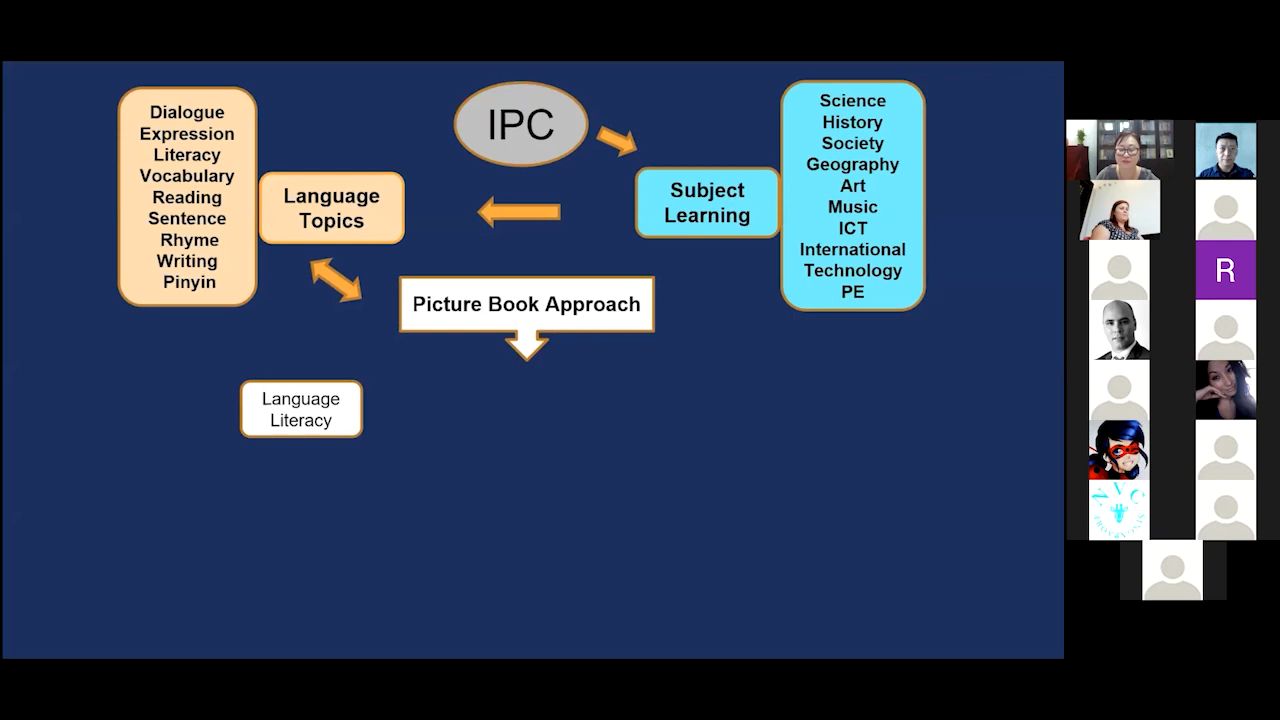 IPC
Dialogue
Expression
Literacy
Vocabulary
Reading
Sentence
Rhyme
Writing
Pinyin
Language
Topics
Subject
Learning
Science
History
Society
Geography
Art
Music
ICT
International
Technology
PE
Picture Book Approach
Language
Literacy
R